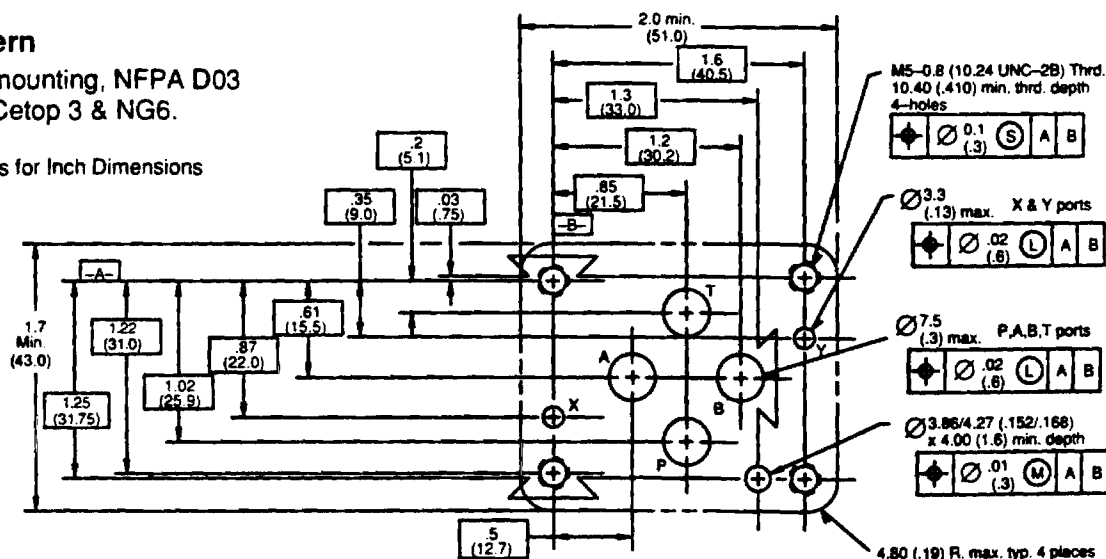 ern
mounting, NFPA D03
Cetop 3 & NG6.
s for Inch Dimensions
2.0 min.
(51.0)
1.6
(40.5)
1.3
(33.0)
1.2
(30.2)
.85
(21.5)
.2
(5.1)
.35
(9.0)
.03
(.75)
–B–
–A–
1.7
Min.
(43.0)
1.25
(31.75)
1.22
(31.0)
1.02
(25.9)
.87
(22.0)
.61
(15.5)
.5
(12.7)
T
A
B
P
X
Y
M5–0.8 (10.24 UNC–2B) Thrd.
10.40 (.410) min. thrd. depth
4–holes
⌖ Ø 0.1 (.3) Ⓢ A B
Ø 3.3
(.13) max. X & Y ports
⌖ Ø .02 (.6) Ⓛ A B
Ø 7.5
(.3) max. P,A,B,T ports
⌖ Ø .02 (.6) Ⓛ A B
Ø 3.86/4.27 (.152/.168)
x 4.00 (1.6) min. depth
⌖ Ø .01 (.3) Ⓜ A B
4.80 (.19) R. max. typ. 4 places